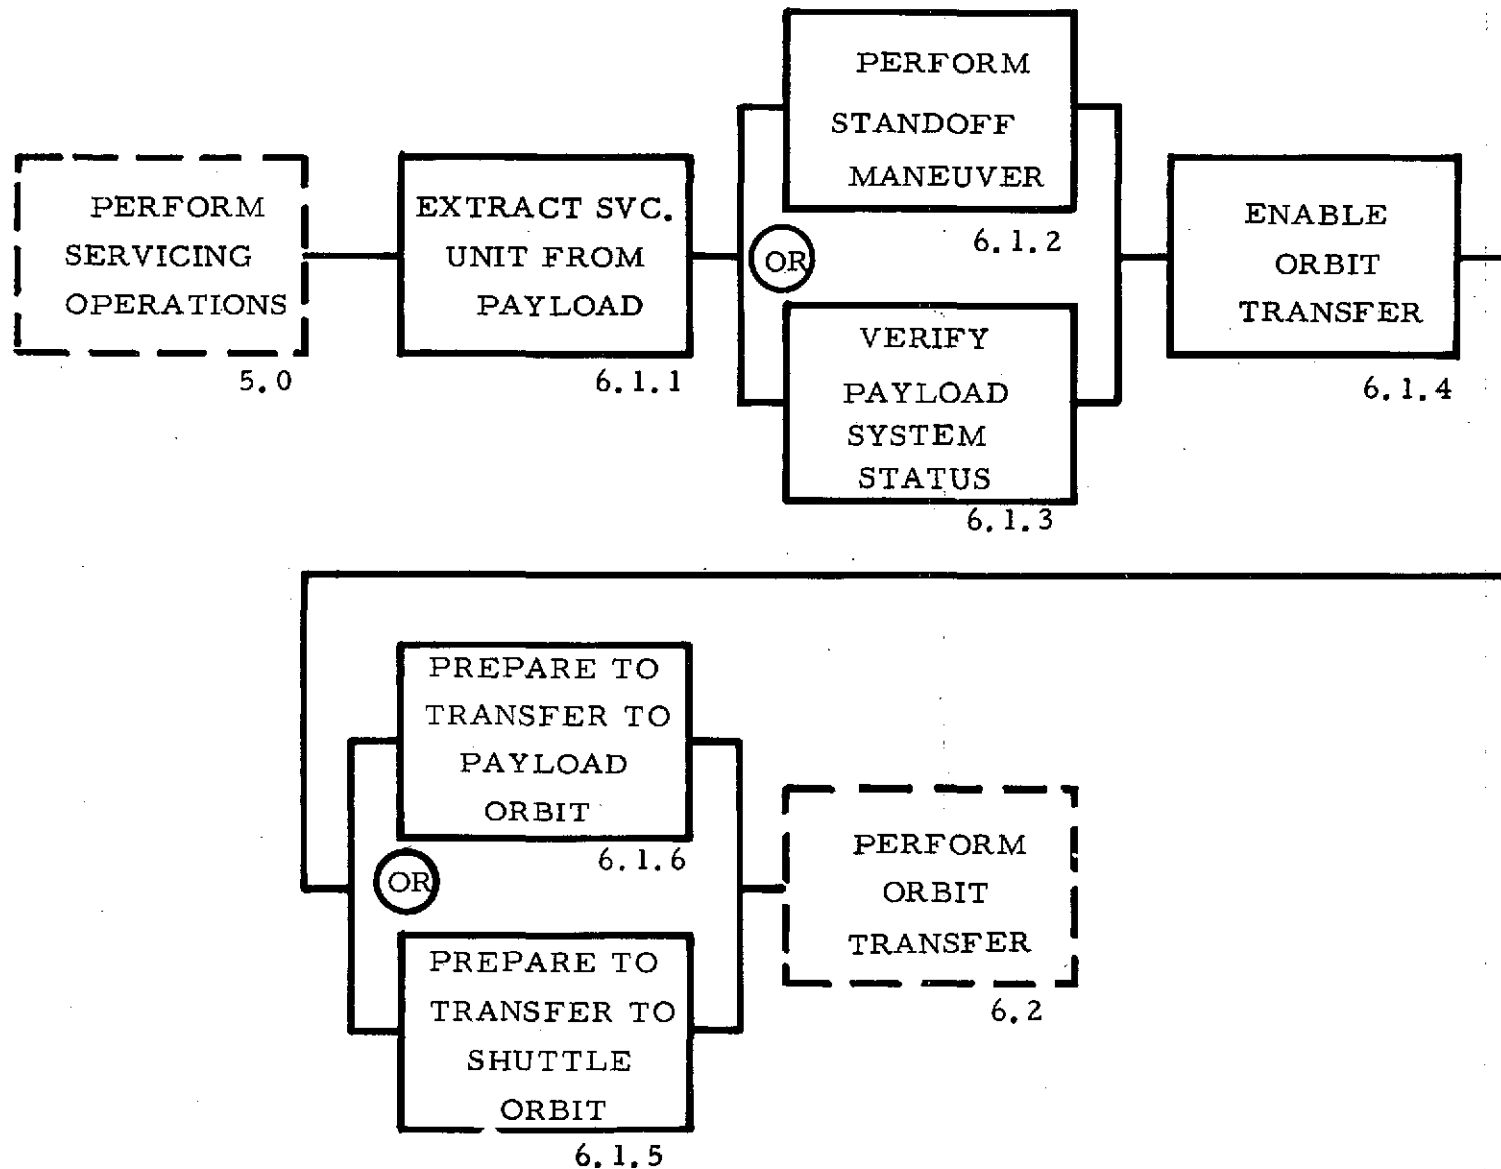 PERFORM
SERVICING
OPERATIONS
5.0
EXTRACT SVC.
UNIT FROM
PAYLOAD
6.1.1
OR
PERFORM
STANDOFF
MANEUVER
6.1.2
VERIFY
PAYLOAD
SYSTEM
STATUS
6.1.3
ENABLE
ORBIT
TRANSFER
6.1.4
PREPARE TO
TRANSFER TO
PAYLOAD
ORBIT
6.1.6
OR
PREPARE TO
TRANSFER TO
SHUTTLE
ORBIT
6.1.5
PERFORM
ORBIT
TRANSFER
6.2